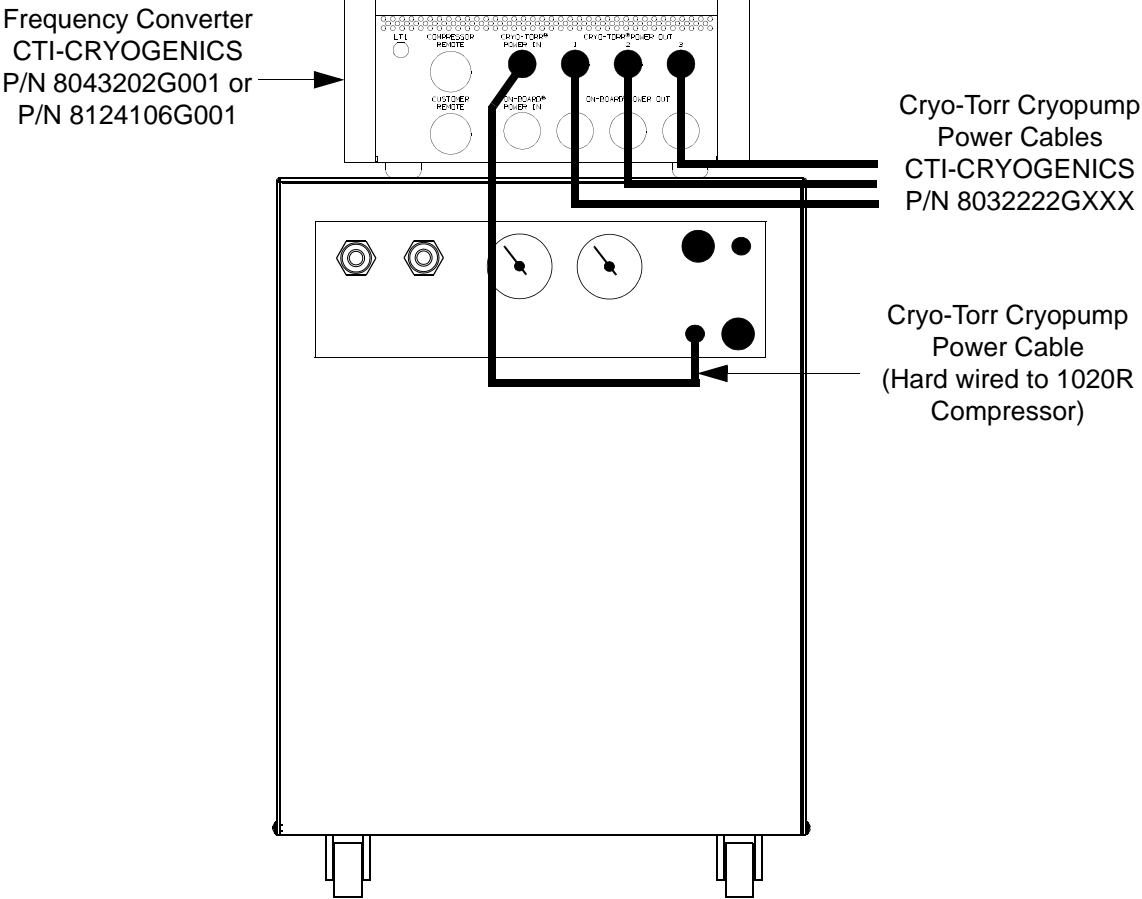 Frequency Converter
CTI-CRYOGENICS
P/N 8043202G001 or
P/N 8124106G001
LT1
COMPRESSOR
REMOTE
CRYO-TORR®
POWER IN
CRYO-TORR®POWER OUT
1 2 3
CUSTOMER
REMOTE
ON-BOARD®
POWER IN
ON-BOARD®POWER OUT
Cryo-Torr Cryopump
Power Cables
CTI-CRYOGENICS
P/N 8032222GXXX
Cryo-Torr Cryopump
Power Cable
(Hard wired to 1020R
Compressor)